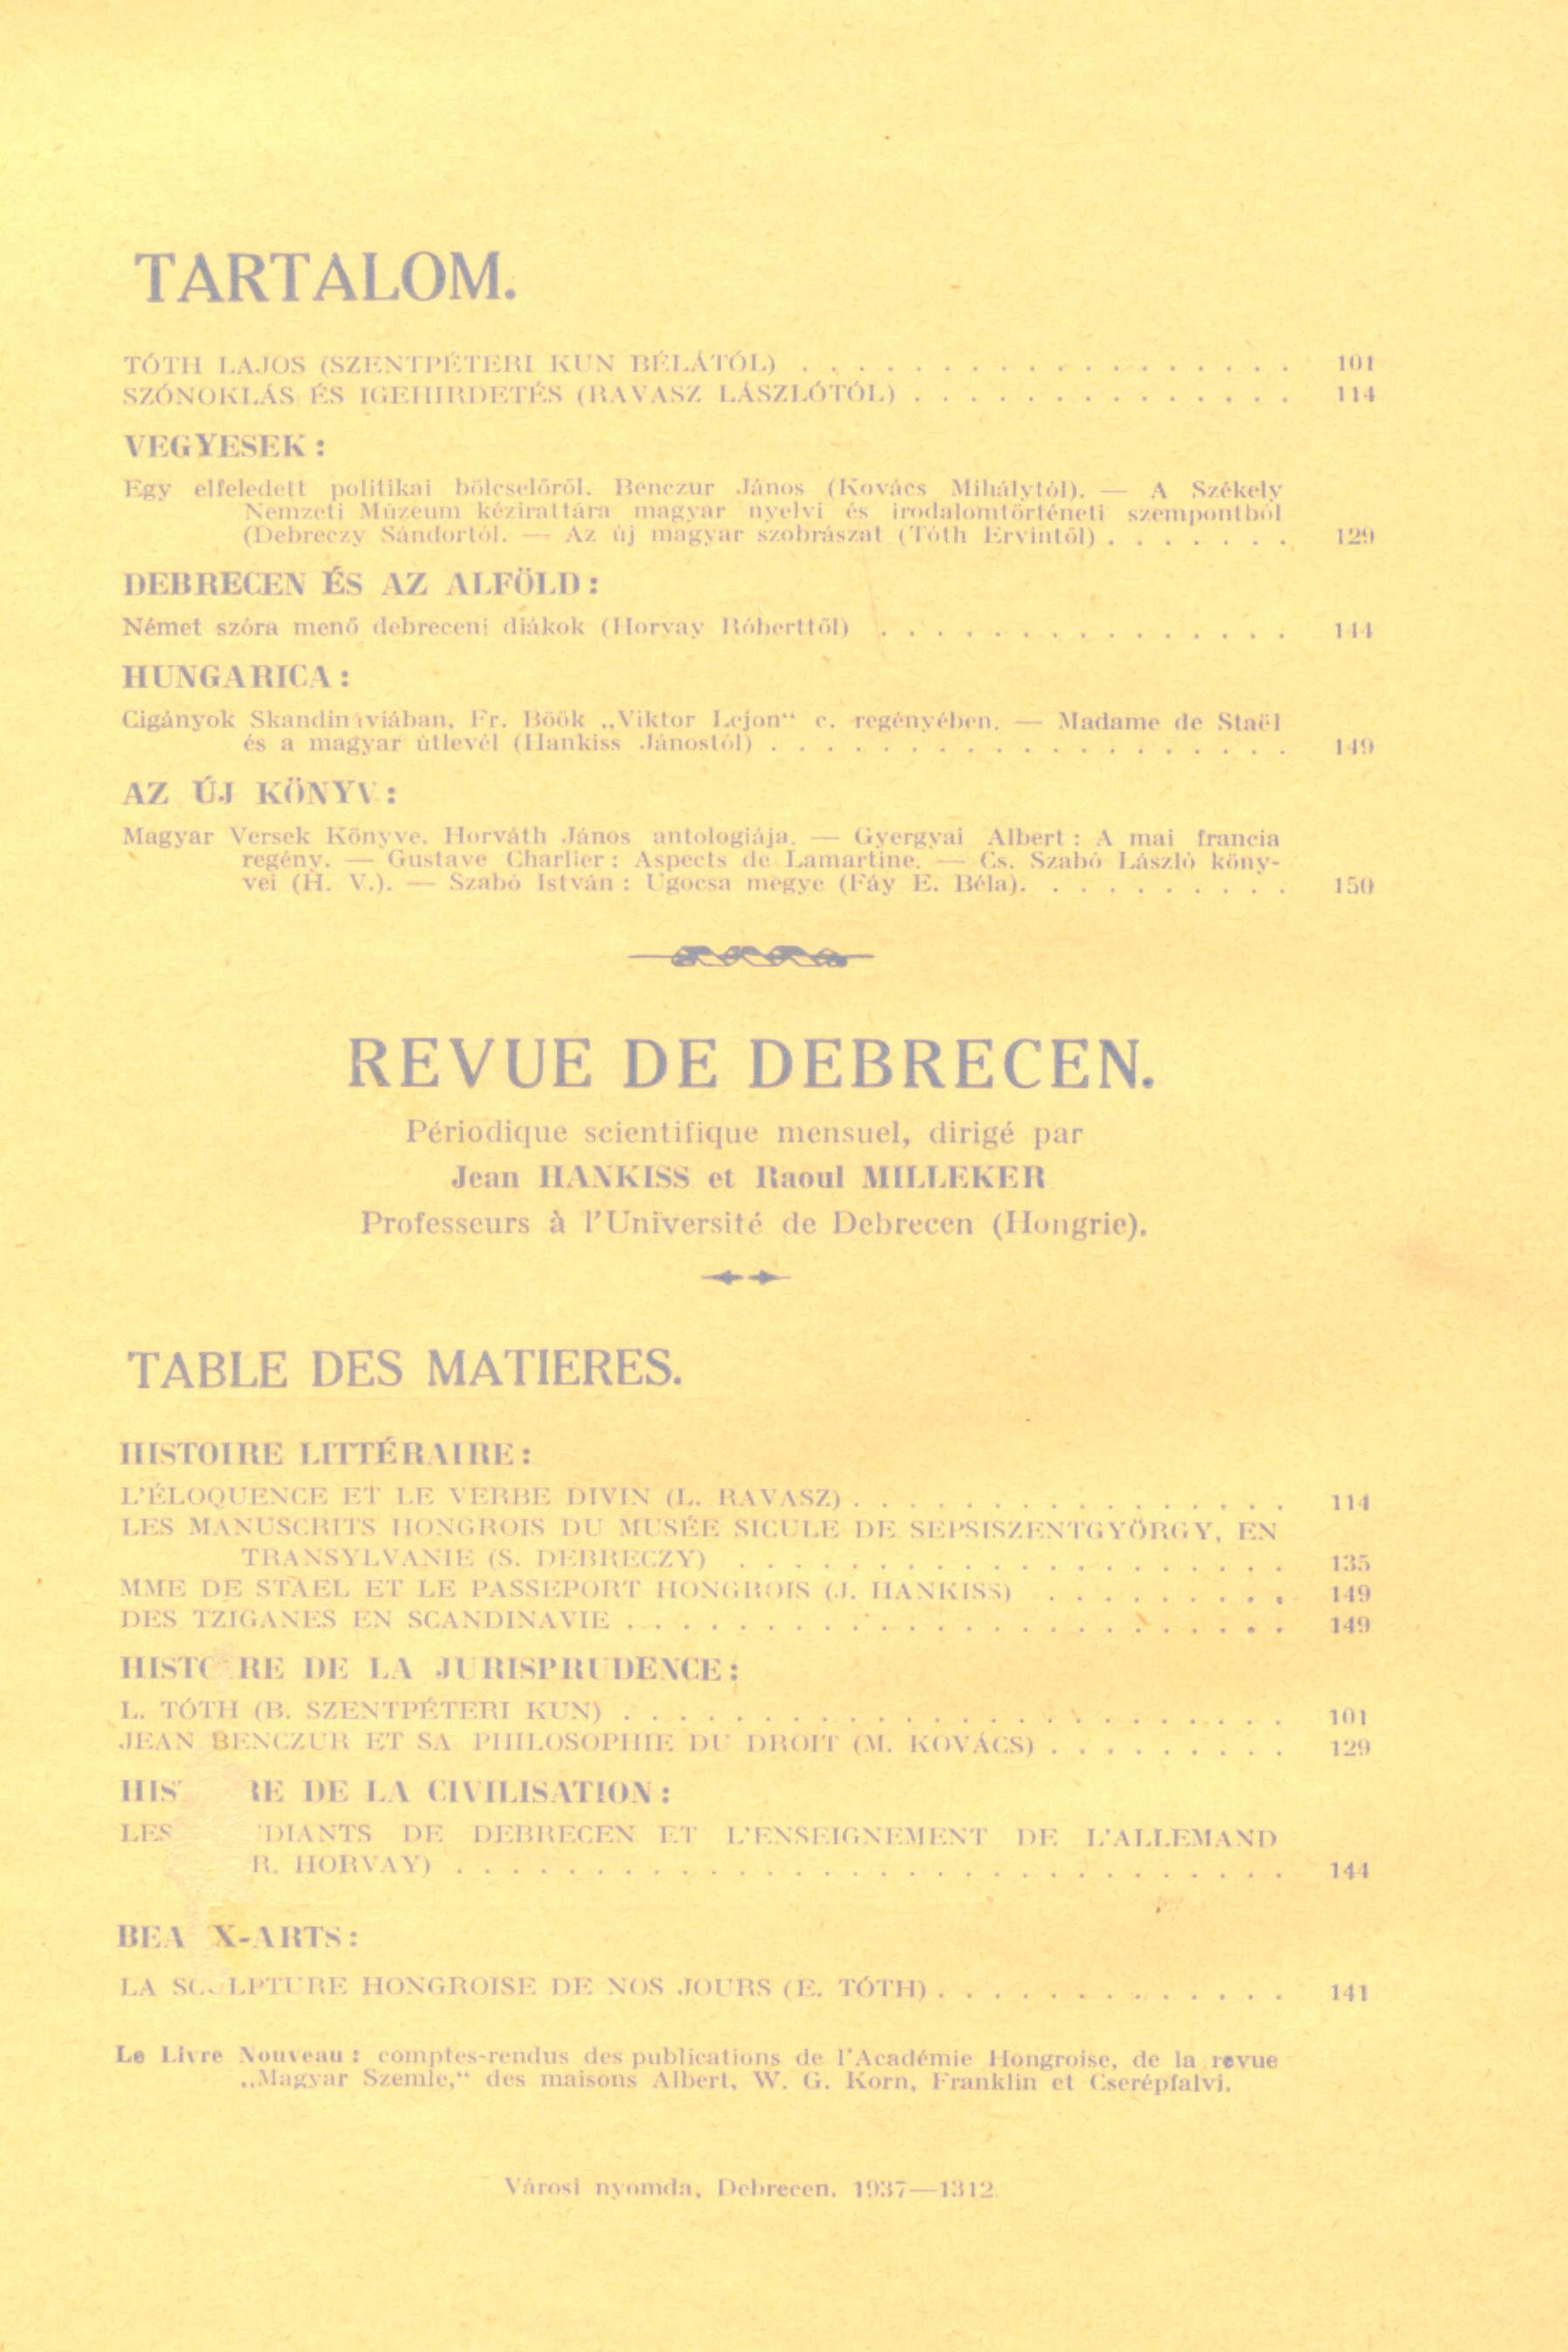 TARTALOM.
TÓTH LAJOS (SZENTPÉTERI KUN BÉLÁTÓL) . . . . . . . . . . . . . . . . . . 101
SZÓNOKLÁS ÉS IGEHIRDETÉS (RAVASZ LÁSZLÓTÓL) . . . . . . . . . . . . . . 114
VEGYESEK :
Egy elfeledett politikai bölcselőről. Benczur János (Kovács Mihálytól). — A Székely
Nemzeti Múzeum kézirattára magyar nyelvi és irodalomtörténeti szempontból
(Debreczy Sándortól. — Az új magyar szobrászat (Tóth Ervintől) . . . . . . . 129
DEBRECEN ÉS AZ ALFÖLD :
Német szóra menő debreceni diákok (Horvay Róberttől) . . . . . . . . . . . . . . . 144
HUNGARICA :
Cigányok Skandináviában, Fr. Böök „Viktor Lejon“ c. regényében. — Madame de Staël
és a magyar útlevél (Hankiss Jánostól) . . . . . . . . . . . . . . . . . . . 149
AZ ÚJ KÖNYV :
Magyar Versek Könyve. Horváth János antologiája. — Gyergyai Albert : A mai francia
regény. — Gustave Charlier : Aspects de Lamartine. — Cs. Szabó László köny-
vei (H. V.). — Szabó István : Ugocsa megye (Fáy E. Béla). . . . . . . . . . 150
REVUE DE DEBRECEN.
Périodique scientifique mensuel, dirigé par
Jean HANKISS et Raoul MILLEKER
Professeurs à l’Université de Debrecen (Hongrie).
TABLE DES MATIERES.
HISTOIRE LITTÉRAIRE :
L’ÉLOQUENCE ET LE VERBE DIVIN (L. RAVASZ) . . . . . . . . . . . . . . . . 114
LES MANUSCRITS HONGROIS DU MUSÉE SICULE DE SEPSISZENTGYÖRGY, EN
TRANSYLVANIE (S. DEBRECZY) . . . . . . . . . . . . . . . . . . . . 135
MME DE STAEL ET LE PASSEPORT HONGROIS (J. HANKISS) . . . . . . . . . 149
DES TZIGANES EN SCANDINAVIE . . . . . . . . . . . . . . . . . . . . . . . . 149
RE DE LA JURISPRUDENCE :
L. TÓTH (B. SZENTPÉTERI KUN) . . . . . . . . . . . . . . . . . . . . . . . . 101
JEAN BENCZUR ET SA PHILOSOPHIE DU DROIT (M. KOVÁCS) . . . . . . . . . 129
HIS RE DE LA CIVILISATION :
LES DIANTS DE DEBRECEN ET L’ENSEIGNEMENT DE L’ALLEMAND
R. HORVAY) . . . . . . . . . . . . . . . . . . . . . . . . . . . . . . 144
BEA X-ARTS :
LA SCULPTURE HONGROISE DE NOS JOURS (E. TÓTH) . . . . . . . . . . . . . 141
Le Livre Nouveau : comptes-rendus des publications de l’Académie Hongroise, de la revue
„Magyar Szemle,“ des maisons Albert, W. G. Korn, Franklin et Cserépfalvi.
Városi nyomda, Debrecen. 1937—1312